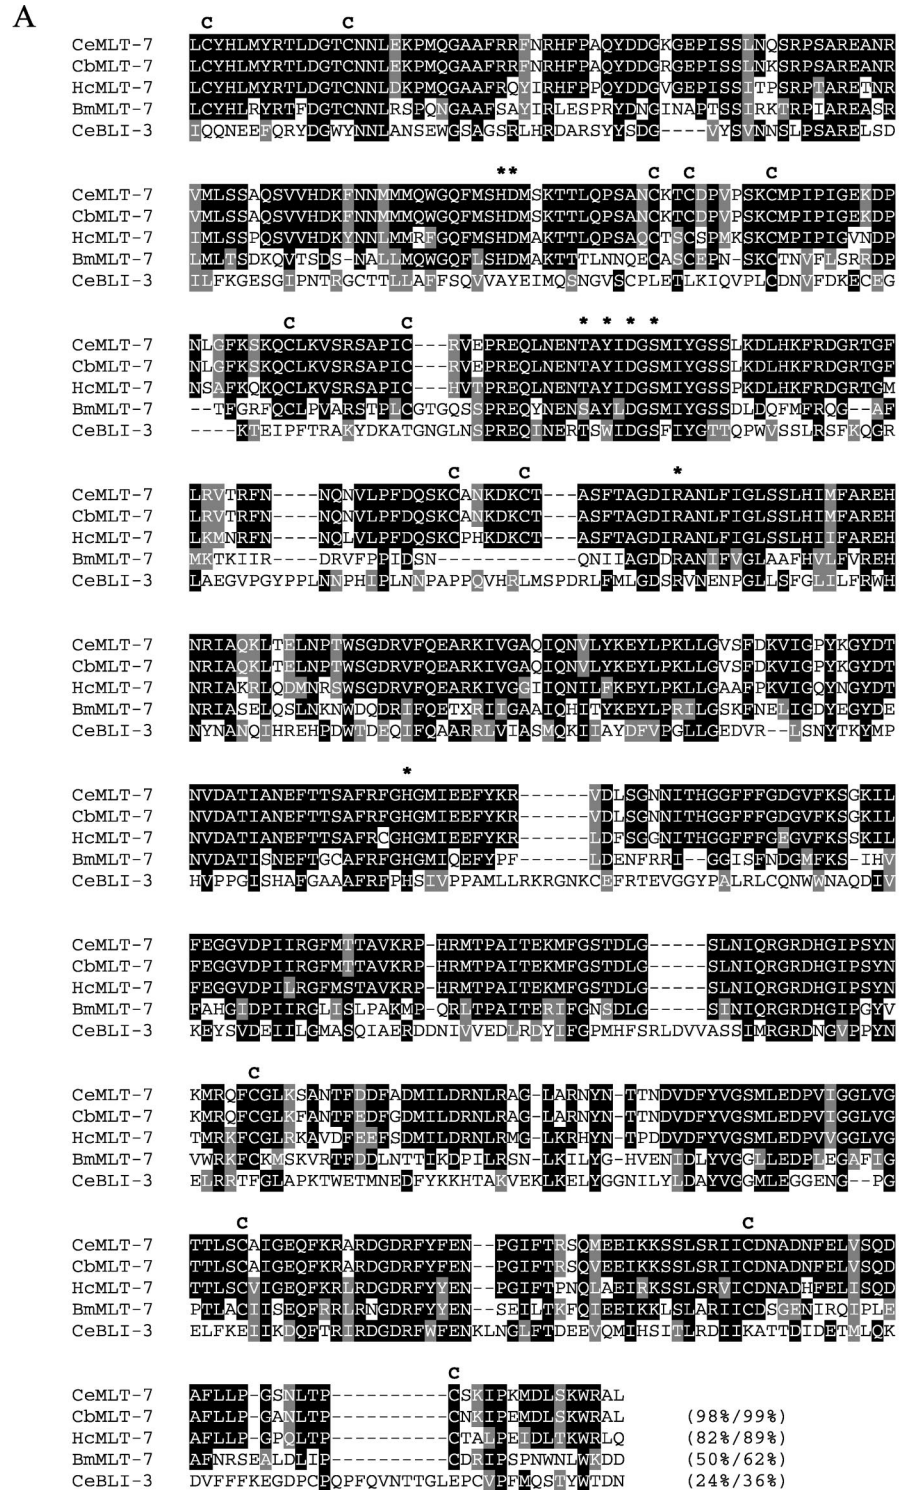 A
C C
CeMLT-7 LCYHLMYRTLDGTCNNLEKPMQGAAFRRFNRHFPAQYDDGKGEPISSLNQSRPSAREANR
CbMLT-7 LCYHLMYRTLDGTCNNLEKPMQGAAFRRFNRHFPAQYDDGRGEPISSLNKSRPSAREANR
HcMLT-7 LCYHLMYRTLDGTCNNLDKPMQGAAFRQYIRHFPPQYDDGVGEPISSITPSRPTARETNR
BmMLT-7 LCYHLRYRTFDGTCNNLRSPQNGAAFSAYIRLESPRYDNGINAPTSSIRKTRPIAREASR
CeBLI-3 IQQNEEFQRYDGWYNNLANSEWGSAGSRLHRDARSYYSDG----VYSVNNSLPSARELSD
** C C C
CeMLT-7 VMLSSAQSVVHDKFNNMMMQWGQFMSHDMSKTTLQPSANCKTCDPVPSKCMPIPIGEKDP
CbMLT-7 VMLSSAQSVVHDKFNNMMMQWGQFMSHDMSKTTLQPSANCKTCDPVPSKCMPIPIGEKDP
HcMLT-7 IMLSSPQSVVHDKYNNLMMRFGQFMSHDMAKTTLQPSAQCTSCSPMKSKCMPIPIGVNDP
BmMLT-7 LMLTSDKQVTSDS-NALLMQWGQFLSHDMAKTTTLNNQECASCEPN-SKCTNVFLSRRDP
CeBLI-3 ILFKGESGIPNTRGCTTLLAFFSQVVAYEIMQSNGVSCPLETLKIQVPLCDNVFDKECEG
C C * * * *
CeMLT-7 NLGFKSKQCLKVSRSAPIC---RVEPREQLNENTAYIDGSMIYGSSLKDLHKFRDGRTGF
CbMLT-7 NLGFKSKQCLKVSRSAPIC---RVEPREQLNENTAYIDGSMIYGSSLKDLHKFRDGRTGF
HcMLT-7 NSAFKQKQCLKVSRSAPIC---HVTPREQLNENTAYIDGSMIYGSSPKDLHKFRDGRTGM
BmMLT-7 --TFGRFQCLPVARSTPLCGTGQSSPREQYNENSAYLDGSMIYGSSDLDQFMFRQG--AF
CeBLI-3 ----KTEIPFTRAKYDKATGNGLNSPREQINERTSWIDGSFIYGTTQPWVSSLRSFKQGR
C C *
CeMLT-7 LRVTRFN----NQNVLPFDQSKCANKDKCT---ASFTAGDIRANLFIGLSSLHIMFAREH
CbMLT-7 LRVTRFN----NQNVLPFDQSKCANKDKCT---ASFTAGDIRANLFIGLSSLHIMFAREH
HcMLT-7 LKMNRFN----NQLVLPFDQSKCPHKDKCT---ASFTAGDIRANLFIGLSSLHIIFAREH
BmMLT-7 MKTKIIR----DRVFPPIDSN------------QNIIAGDDRANIFVGLAAFHVLFVREH
CeBLI-3 LAEGVPGYPPLNNPHIPLNNPAPPQVHRLMSPDRLFMLGDSRVNENPGLLSFGLILFRWH
CeMLT-7 NRIAQKLTELNPTWSGDRVFQEARKIVGAQIQNVLYKEYLPKLLGVSFDKVIGPYKGYDT
CbMLT-7 NRIAQKLTELNPTWSGDRVFQEARKIVGAQIQNVLYKEYLPKLLGVSFDKVIGPYKGYDT
HcMLT-7 NRIAKRLQDMNRSWSGDRVFQEARKIVGGIIQNILFKEYLPKLLGAAFPKVIGQYNGYDT
BmMLT-7 NRIASELQSLNKNWDQDRIFQETXRIIGAAIQHITYKEYLPRILGSKFNELIGDYEGYDE
CeBLI-3 NYNANQIHREHPDWTDEQIFQAARRLVIASMQKIIAYDFVPGLLGEDVR--LSNYTKYMP
*
CeMLT-7 NVDATIANEFTTSAFRFGHGMIEEFYKR------VDLSGNNITHGGFFFGDGVFKSGKIL
CbMLT-7 NVDATIANEFTTSAFRFGHGMIEEFYKR------VDLSGNNITHGGFFFGDGVFKSGKIL
HcMLT-7 NVDATIANEFTTSAFRCGHGMIEEFYKR------LDFSGGNITHGGFFFGEGVFKSSKIL
BmMLT-7 NVDATISNEFTGCAFRFGHGMIQEFYPF------LDENFRRI--GGISFNDGMFKS-IHV
CeBLI-3 HVPPGISHAFGAAAFRFPHSIVPPAMLLRKRGNKCEFRTEVGGYPALRLCQNWWNAQDIV
CeMLT-7 FEGGVDPIIRGFMTTAVKRP-HRMTPAITEKMFGSTDLG-----SLNIQRGRDHGIPSYN
CbMLT-7 FEGGVDPIIRGFMTTAVKRP-HRMTPAITEKMFGSTDLG-----SLNIQRGRDHGIPSYN
HcMLT-7 FEGGVDPILRGFMSTAVKRP-HRMTPAITEKMFGSTDLG-----SLNIQRGRDHGIPSYN
BmMLT-7 FAHGIDPIIRGLISLPAKMP-QRLTPAITERIFGNSDLG-----SINIQRGRDHGIPGYV
CeBLI-3 KEYSVDEIILGMASQIAERDDNIVVEDLRDYIFGPMHFSRLDVVASSIMRGRDNGVPPYN
C
CeMLT-7 KMRQFCGLKSANTFDDFADMILDRNLRAG-LARNYN-TTNDVDFYVGSMLEDPVIGGLVG
CbMLT-7 KMRQFCGLKFANTFEDFGDMILDRNLRAG-LARNYN-TTNDVDFYVGSMLEDPVIGGLVG
HcMLT-7 TMRKFCGLRKAVDFEEFSDMILDRNLRMG-LKRHYN-TPDDVDFYVGSMLEDPVVGGLVG
BmMLT-7 VWRKFCKMSKVRTFDDLNTTIKDPILRSN-LKILYG-HVENIDLYVGGLLEDPLEGAFIG
CeBLI-3 ELRRTFGLAPKTWETMNEDFYKKHTAKVEKLKELYGGNILYLDAYVGGMLEGGENG--PG
C C
CeMLT-7 TTLSCAIGEQFKRARDGDRFYFEN--PGIFTRSQMEEIKKSSLSRIICDNADNFELVSQD
CbMLT-7 TTLSCAIGEQFKRARDGDRFYFEN--PGIFTRSQVEEIKKSSLSRIICDNADNFELVSQD
HcMLT-7 TTLSCVIGEQFKRLRDGDRFYYEN--PGIFTPNQLAEIRKSSLSRVICDNADHFELISQD
BmMLT-7 PTLACIISEQFRRLRNGDRFYYEN--SEILTKFQIEEIKKLSLARIICDSGENIRQIPLE
CeBLI-3 ELFKEIIKDQFTRIRDGDRFWFENKLNGLFTDEEVQMIHSITLRDIIKATTDIDETMLQK
C
CeMLT-7 AFLLP-GSNLTP----------CSKIPKMDLSKWRAL
CbMLT-7 AFLLP-GANLTP----------CNKIPEMDLSKWRAL (98%/99%)
HcMLT-7 AFLLP-GPQLTP----------CTALPEIDLTKWRLQ (82%/89%)
BmMLT-7 AFNRSEALDLIP----------CDRIPSPNWNLWKDD (50%/62%)
CeBLI-3 DVFFFKEGDPCPQPFQVNTTGLEPCVPFMQSTYWTDN (24%/36%)